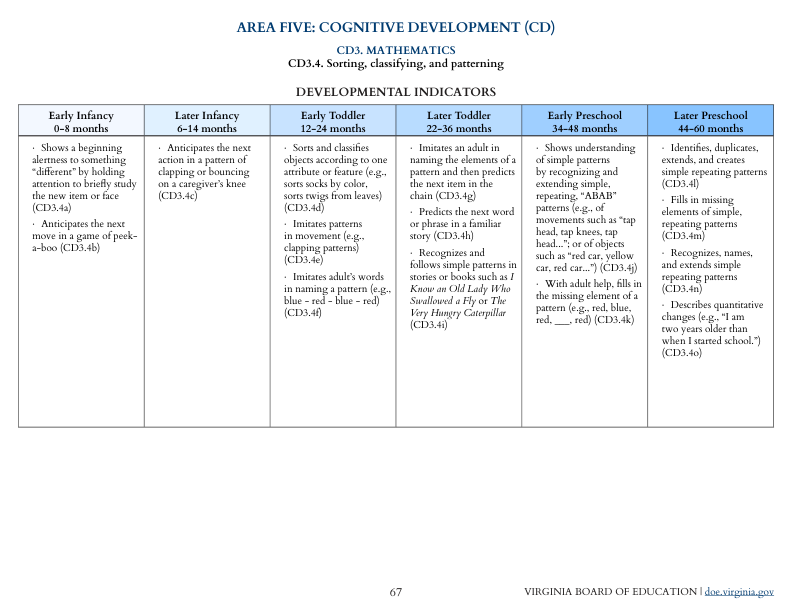 AREA FIVE: COGNITIVE DEVELOPMENT (CD)
CD3. MATHEMATICS
CD3.4. Sorting, classifying, and patterning
DEVELOPMENTAL INDICATORS
Early Infancy
0-8 months
Later Infancy
6-14 months
Early Toddler
12-24 months
Later Toddler
22-36 months
Early Preschool
34-48 months
Later Preschool
44-60 months
· Shows a beginning
alertness to something
“different” by holding
attention to briefly study
the new item or face
(CD3.4a)
· Anticipates the next
move in a game of peek-
a-boo (CD3.4b)
· Anticipates the next
action in a pattern of
clapping or bouncing
on a caregiver’s knee
(CD3.4c)
· Sorts and classifies
objects according to one
attribute or feature (e.g.,
sorts socks by color,
sorts twigs from leaves)
(CD3.4d)
· Imitates patterns
in movement (e.g.,
clapping patterns)
(CD3.4e)
· Imitates adult’s words
in naming a pattern (e.g.,
blue - red - blue - red)
(CD3.4f)
· Imitates an adult in
naming the elements of a
pattern and then predicts
the next item in the
chain (CD3.4g)
· Predicts the next word
or phrase in a familiar
story (CD3.4h)
· Recognizes and
follows simple patterns in
stories or books such as I
Know an Old Lady Who
Swallowed a Fly or The
Very Hungry Caterpillar
(CD3.4i)
· Shows understanding
of simple patterns
by recognizing and
extending simple,
repeating, “ABAB”
patterns (e.g., of
movements such as “tap
head, tap knees, tap
head...”; or of objects
such as “red car, yellow
car, red car...”) (CD3.4j)
· With adult help, fills in
the missing element of a
pattern (e.g., red, blue,
red, ___, red) (CD3.4k)
· Identifies, duplicates,
extends, and creates
simple repeating patterns
(CD3.4l)
· Fills in missing
elements of simple,
repeating patterns
(CD3.4m)
· Recognizes, names,
and extends simple
repeating patterns
(CD3.4n)
· Describes quantitative
changes (e.g., “I am
two years older than
when I started school.”)
(CD3.4o)
67
VIRGINIA BOARD OF EDUCATION | doe.virginia.gov